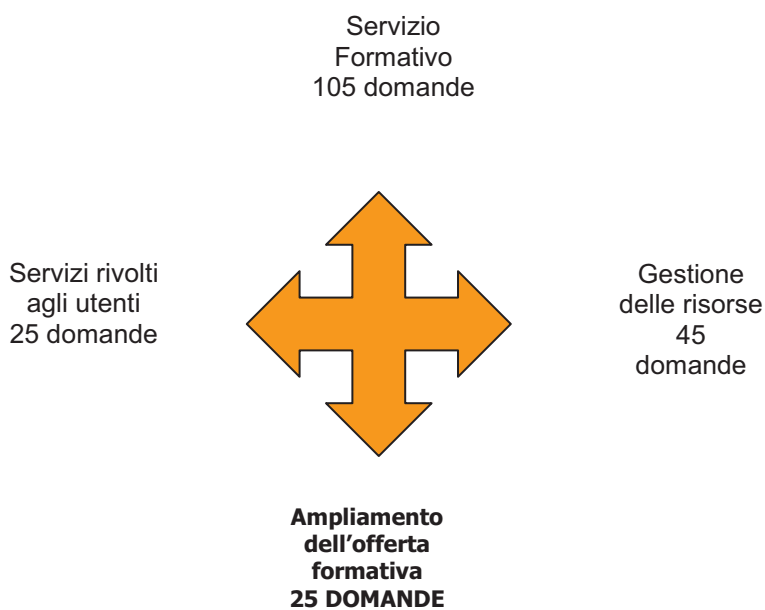 Servizio
Formativo
105 domande
Servizi rivolti
agli utenti
25 domande
Gestione
delle risorse
45
domande
Ampliamento
dell'offerta
formativa
25 DOMANDE